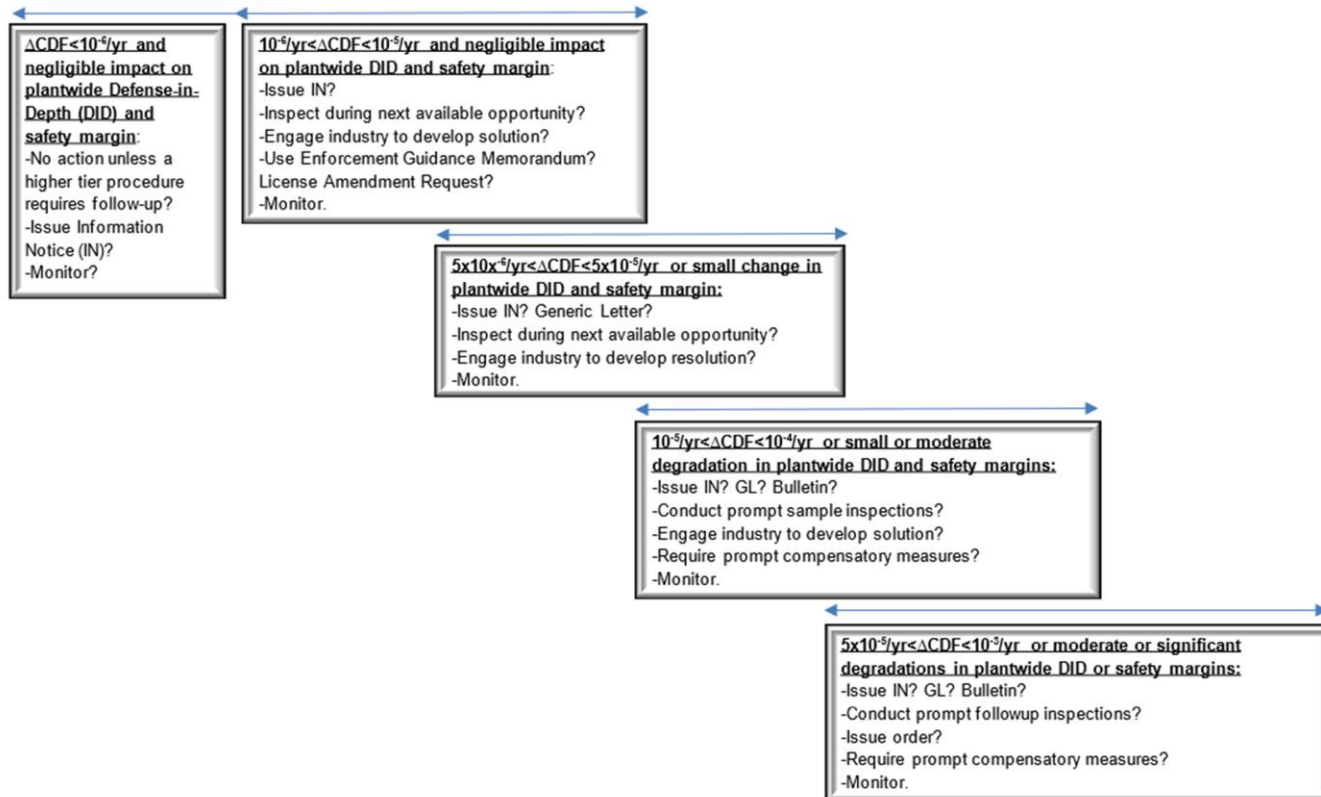 ∆CDF<10⁻⁶/yr and
negligible impact on
plantwide Defense-in-
Depth (DID) and
safety margin:
-No action unless a
higher tier procedure
requires follow-up?
-Issue Information
Notice (IN)?
-Monitor?
10⁻⁶/yr<∆CDF<10⁻⁵/yr and negligible impact
on plantwide DID and safety margin:
-Issue IN?
-Inspect during next available opportunity?
-Engage industry to develop solution?
-Use Enforcement Guidance Memorandum?
License Amendment Request?
-Monitor.
5x10x⁻⁶/yr<∆CDF<5x10⁻⁵/yr or small change in
plantwide DID and safety margin:
-Issue IN? Generic Letter?
-Inspect during next available opportunity?
-Engage industry to develop resolution?
-Monitor.
10⁻⁵/yr<∆CDF<10⁻⁴/yr or small or moderate
degradation in plantwide DID and safety margins:
-Issue IN? GL? Bulletin?
-Conduct prompt sample inspections?
-Engage industry to develop solution?
-Require prompt compensatory measures?
-Monitor.
5x10⁻⁵/yr<∆CDF<10⁻³/yr or moderate or significant
degradations in plantwide DID or safety margins:
-Issue IN? GL? Bulletin?
-Conduct prompt followup inspections?
-Issue order?
-Require prompt compensatory measures?
-Monitor.